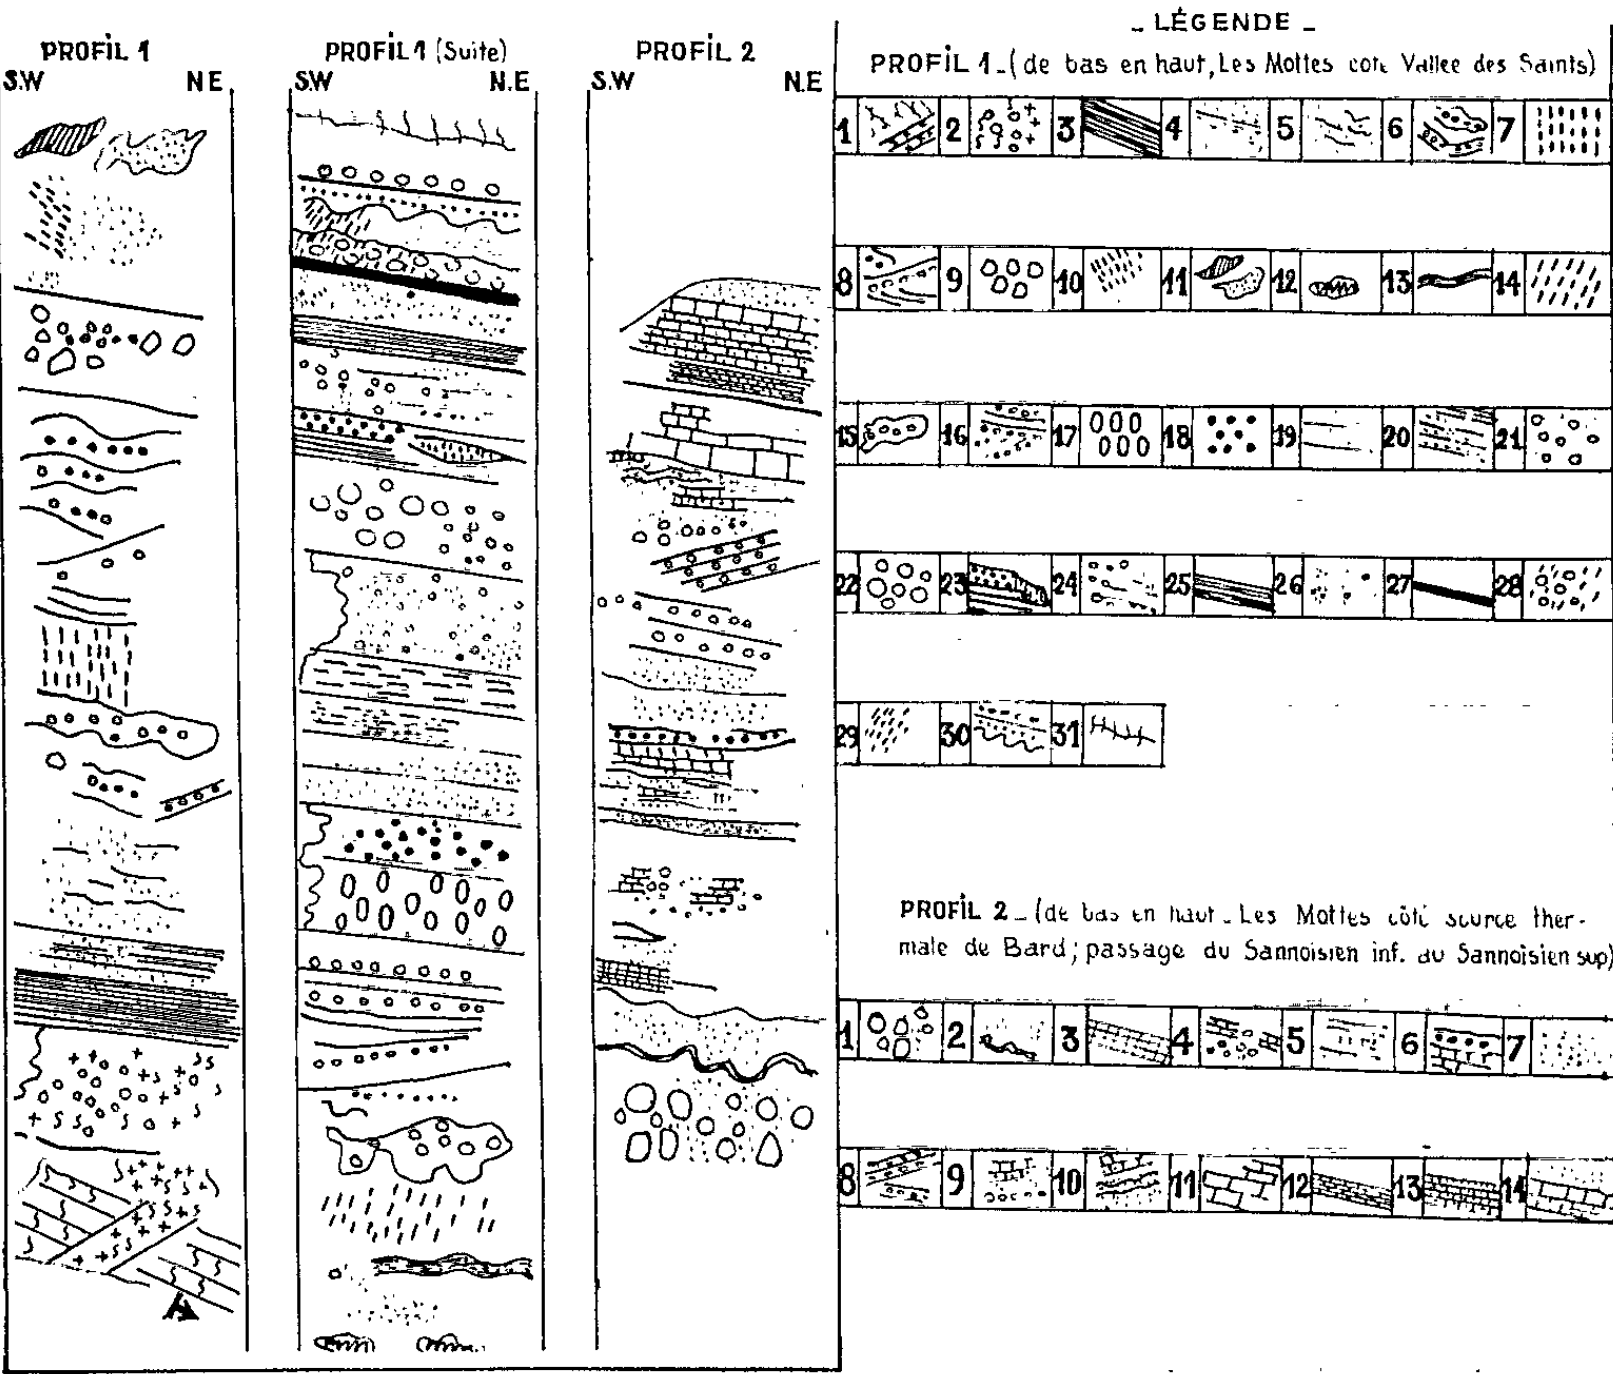 PROFIL 1
S.W N E
PROFIL 1 (Suite)
S.W N.E
PROFIL 2
S.W N.E
A
_ LÉGENDE _
PROFIL 1 _ (de bas en haut, Les Mottes coté Vallée des Saints)
1 2 3 4 5 6 7
8 9 10 11 12 13 14
15 16 17 18 19 20 21
22 23 24 25 26 27 28
29 30 31
PROFIL 2 _ (de bas en haut _ Les Mottes côté source ther-
male de Bard ; passage du Sannoisien inf. au Sannoisien sup)
1 2 3 4 5 6 7
8 9 10 11 12 13 14